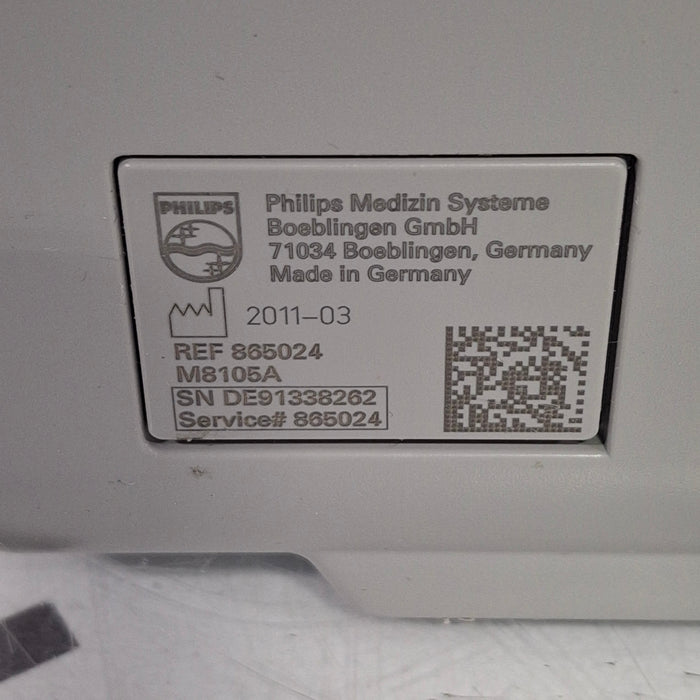 PHILIPS
Philips Medizin Systeme
Boeblingen GmbH
71034 Boeblingen, Germany
Made in Germany
2011-03
REF 865024
M8105A
SN DE91338262
Service# 865024